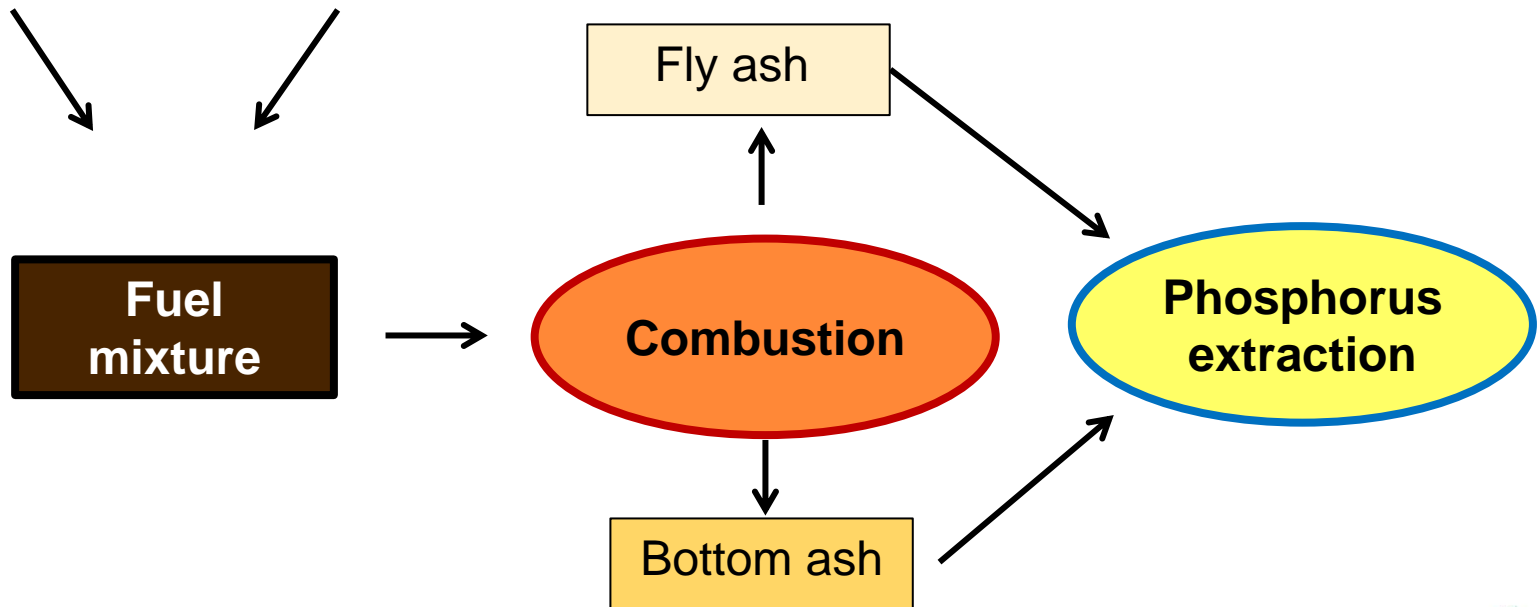 Fly ash
Fuel
mixture
Combustion
Phosphorus
extraction
Bottom ash